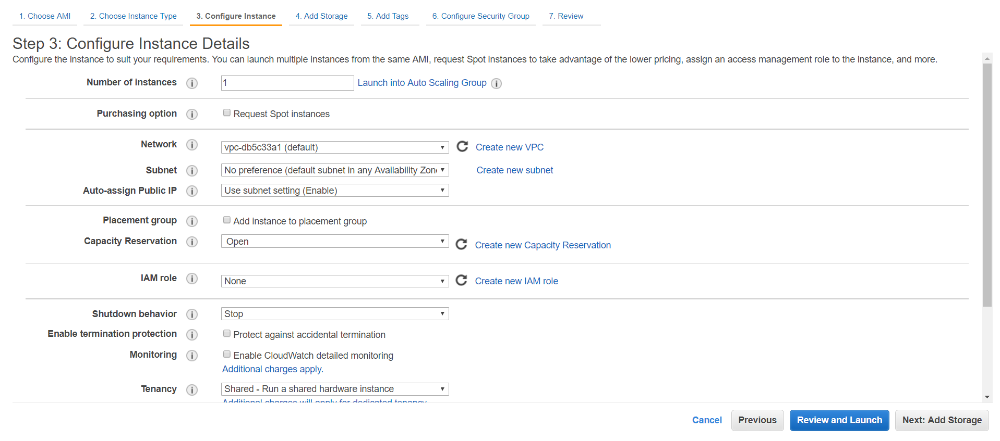 1. Choose AMI 2. Choose Instance Type 3. Configure Instance 4. Add Storage 5. Add Tags 6. Configure Security Group 7. Review
Step 3: Configure Instance Details
Configure the instance to suit your requirements. You can launch multiple instances from the same AMI, request Spot instances to take advantage of the lower pricing, assign an access management role to the instance, and more.
Number of instances i 1 Launch into Auto Scaling Group i
Purchasing option i Request Spot instances
Network i vpc-db5c33a1 (default) Create new VPC
Subnet i No preference (default subnet in any Availability Zon Create new subnet
Auto-assign Public IP i Use subnet setting (Enable)
Placement group i Add instance to placement group
Capacity Reservation i Open Create new Capacity Reservation
IAM role i None Create new IAM role
Shutdown behavior i Stop
Enable termination protection i Protect against accidental termination
Monitoring i Enable CloudWatch detailed monitoring
Additional charges apply.
Tenancy i Shared - Run a shared hardware instance
Additional charges will apply for dedicated tenancy
Cancel Previous Review and Launch Next: Add Storage